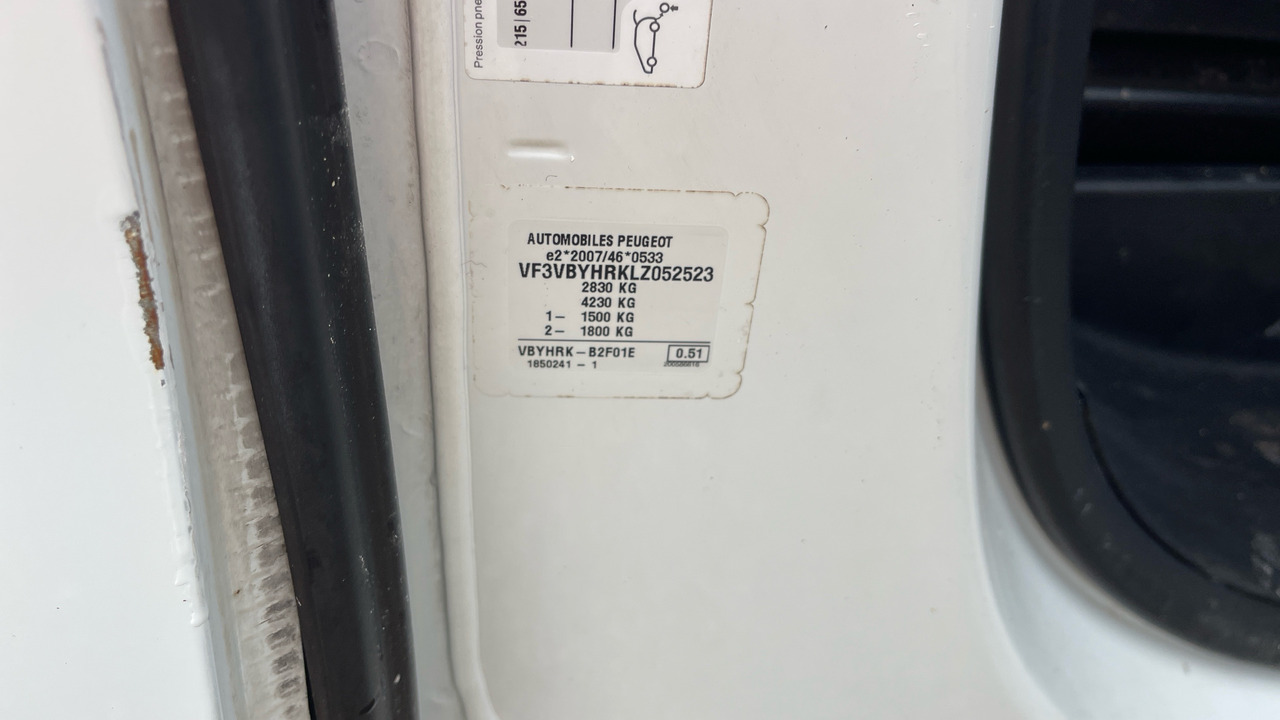 Pression pne
215|65
AUTOMOBILES PEUGEOT
e2*2007/46*0533
VF3VBYHRKLZ052523
2830 KG
4230 KG
1– 1500 KG
2– 1800 KG
VBYHRK–B2F01E 0.51
1850241 – 1